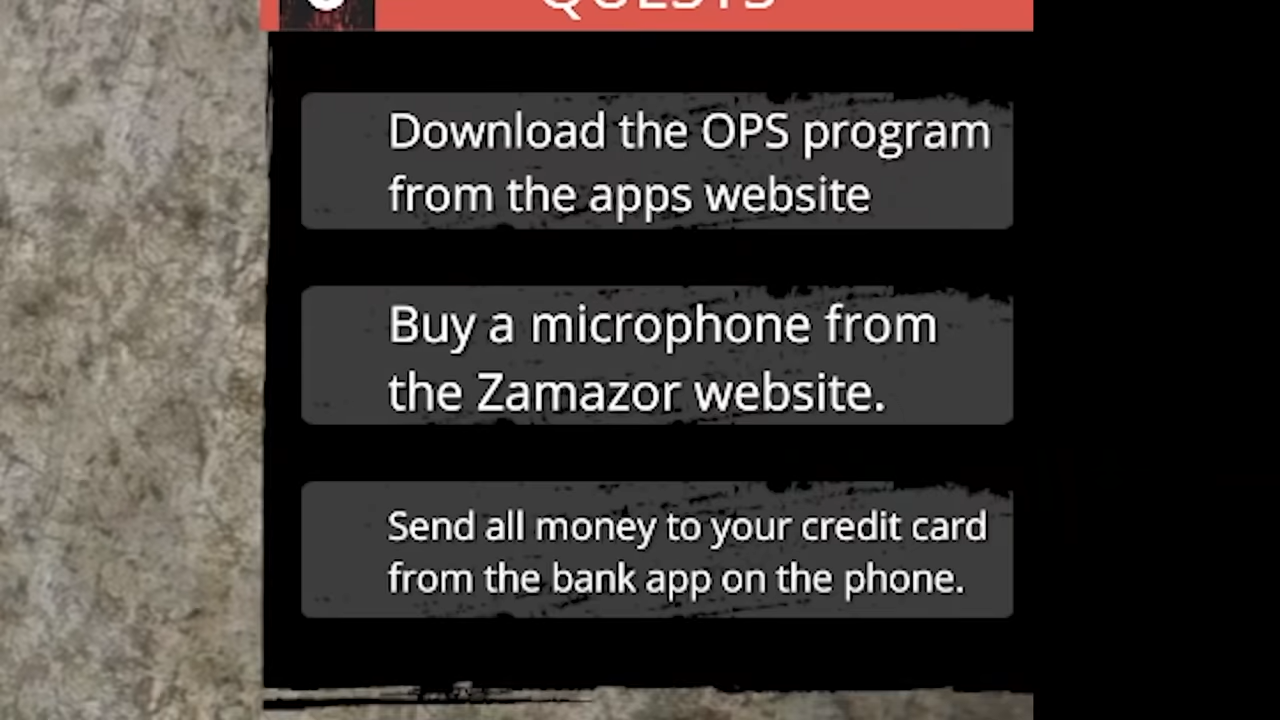 QUESTS
Download the OPS program
from the apps website
Buy a microphone from
the Zamazor website.
Send all money to your credit card
from the bank app on the phone.